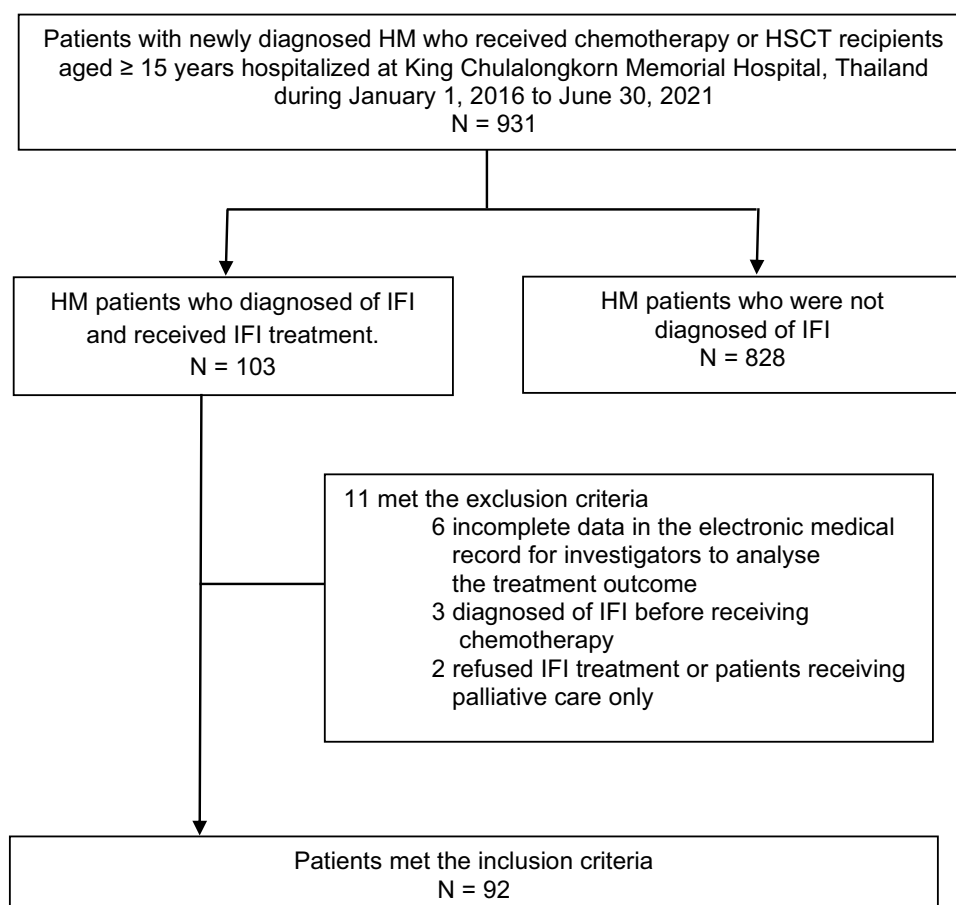 Patients with newly diagnosed HM who received chemotherapy or HSCT recipients
aged ≥ 15 years hospitalized at King Chulalongkorn Memorial Hospital, Thailand
during January 1, 2016 to June 30, 2021
N = 931
HM patients who diagnosed of IFI
and received IFI treatment.
N = 103
HM patients who were not
diagnosed of IFI
N = 828
11 met the exclusion criteria
6 incomplete data in the electronic medical
record for investigators to analyse
the treatment outcome
3 diagnosed of IFI before receiving
chemotherapy
2 refused IFI treatment or patients receiving
palliative care only
Patients met the inclusion criteria
N = 92